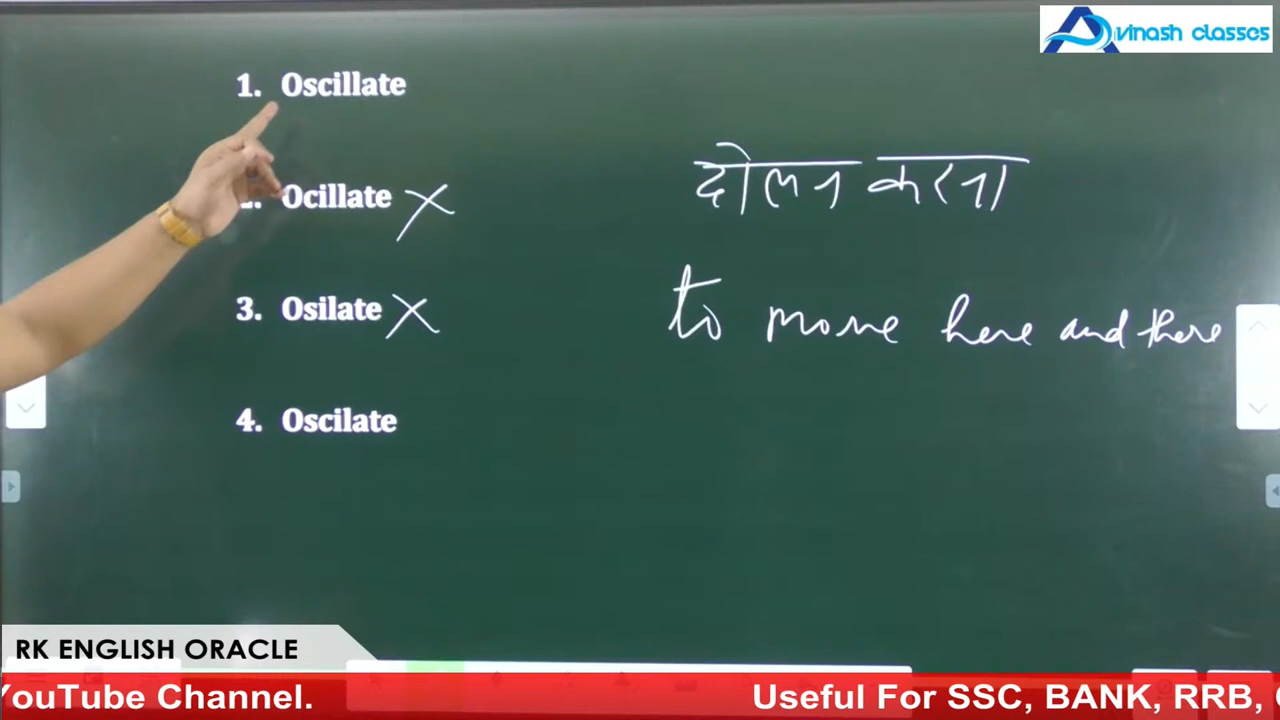 Avinash classes
1. Oscillate
Ocillate X
दोलन करना
3. Osilate X
to move here and there
4. Oscilate
RK ENGLISH ORACLE
YouTube Channel.
Useful For SSC, BANK, RRB,